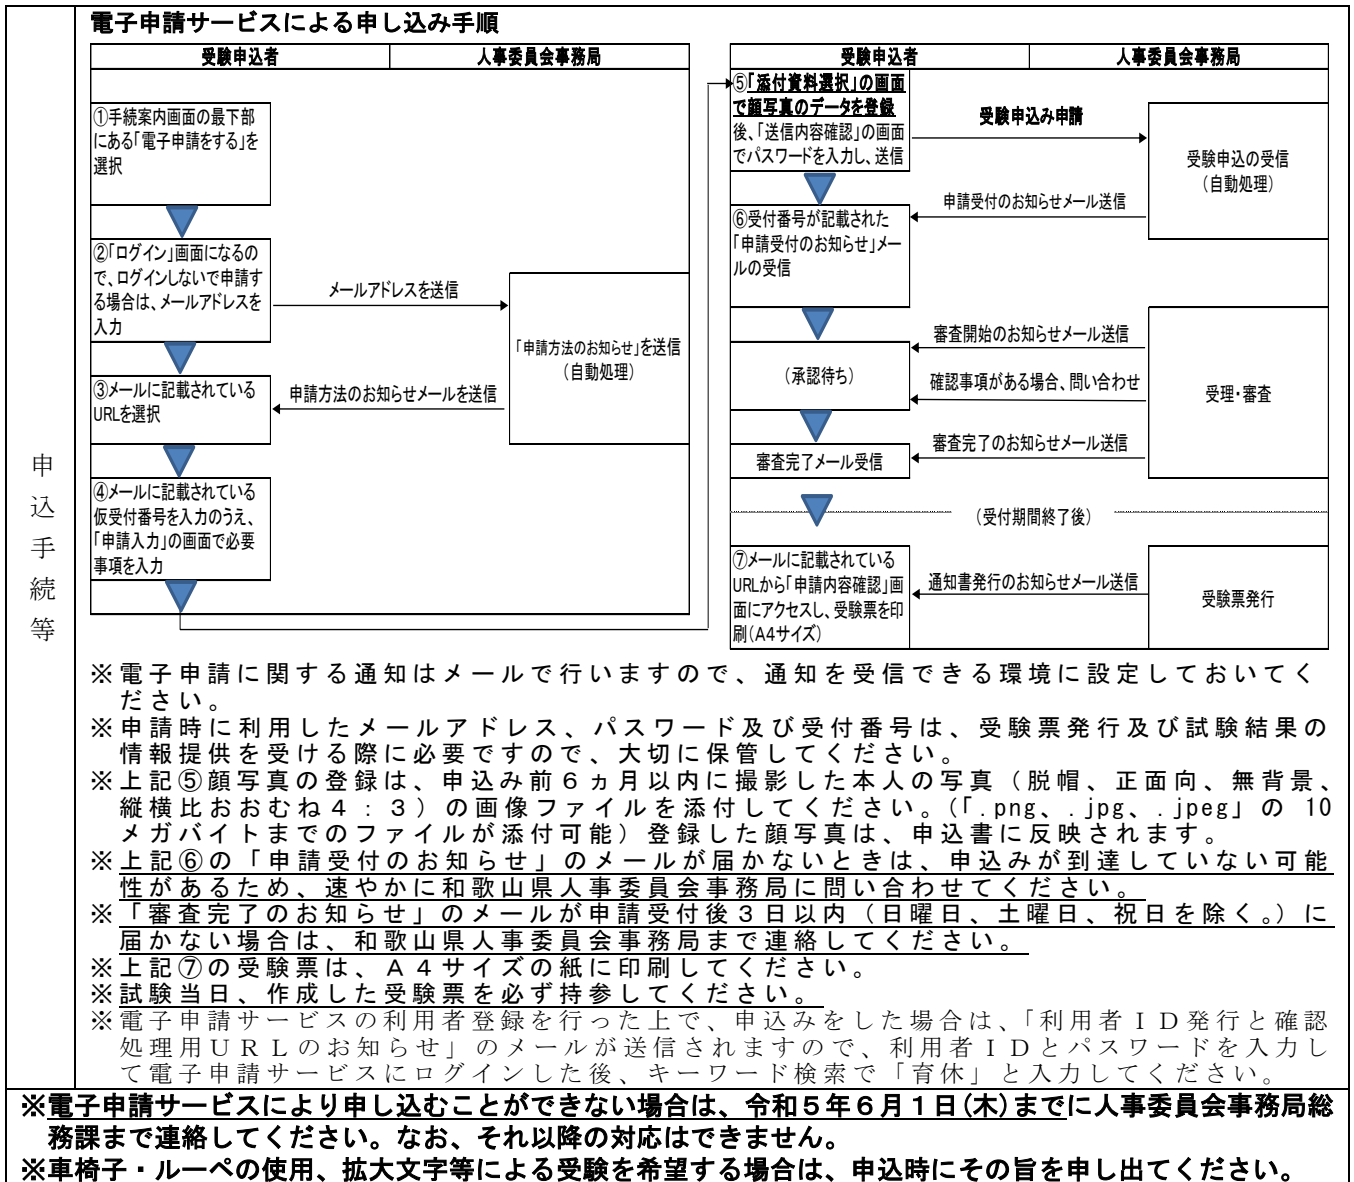 電子申請サービスによる申し込み手順
受験申込者
人事委員会事務局
①手続案内画面の最下部
にある「電子申請をする」を
選択
②「ログイン」画面になるの
で、ログインしないで申請す
る場合は、メールアドレスを
入力
メールアドレスを送信
「申請方法のお知らせ」を送信
(自動処理)
申請方法のお知らせメールを送信
③メールに記載されている
URLを選択
④メールに記載されている
仮受付番号を入力のうえ、
「申請入力」の画面で必要
事項を入力
受験申込者
人事委員会事務局
⑤「添付資料選択」の画面
で顔写真のデータを登録
後、「送信内容確認」の画面
でパスワードを入力し、送信
受験申込み申請
受験申込の受信
(自動処理)
申請受付のお知らせメール送信
⑥受付番号が記載された
「申請受付のお知らせ」メー
ルの受信
審査開始のお知らせメール送信
(承認待ち)
確認事項がある場合、問い合わせ
受理・審査
審査完了のお知らせメール送信
審査完了メール受信
(受付期間終了後)
⑦メールに記載されている
URLから「申請内容確認」画
面にアクセスし、受験票を印
刷(A4サイズ)
通知書発行のお知らせメール送信
受験票発行
申込手続等
※電子申請に関する通知はメールで行いますので、通知を受信できる環境に設定しておいてく
ださい。
※申請時に利用したメールアドレス、パスワード及び受付番号は、受験票発行及び試験結果の
情報提供を受ける際に必要ですので、大切に保管してください。
※上記⑤顔写真の登録は、申込み前6ヵ月以内に撮影した本人の写真(脱帽、正面向、無背景、
縦横比おおむね4:3)の画像ファイルを添付してください。(「.png、.jpg、.jpeg」の 10
メガバイトまでのファイルが添付可能)登録した顔写真は、申込書に反映されます。
※上記⑥の「申請受付のお知らせ」のメールが届かないときは、申込みが到達していない可能
性があるため、速やかに和歌山県人事委員会事務局に問い合わせてください。
※「審査完了のお知らせ」のメールが申請受付後3日以内(日曜日、土曜日、祝日を除く。)に
届かない場合は、和歌山県人事委員会事務局まで連絡してください。
※上記⑦の受験票は、A4サイズの紙に印刷してください。
※試験当日、作成した受験票を必ず持参してください。
※電子申請サービスの利用者登録を行った上で、申込みをした場合は、「利用者ID発行と確認
処理用URLのお知らせ」のメールが送信されますので、利用者IDとパスワードを入力し
て電子申請サービスにログインした後、キーワード検索で「育休」と入力してください。
※電子申請サービスにより申し込むことができない場合は、令和5年6月1日(木)までに人事委員会事務局総
務課まで連絡してください。なお、それ以降の対応はできません。
※車椅子・ルーペの使用、拡大文字等による受験を希望する場合は、申込時にその旨を申し出てください。